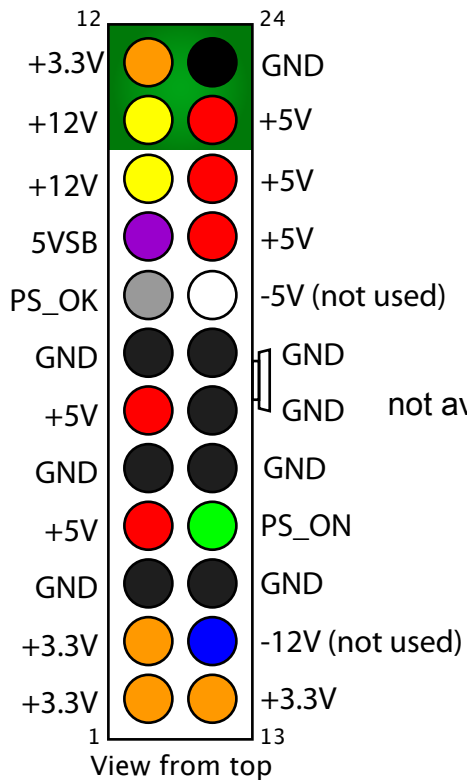 12 24
+3.3V GND
+12V +5V
+12V +5V
5VSB +5V
PS_OK -5V (not used)
GND GND
+5V GND not av
GND GND
+5V PS_ON
GND GND
+3.3V -12V (not used)
+3.3V +3.3V
1 13
View from top